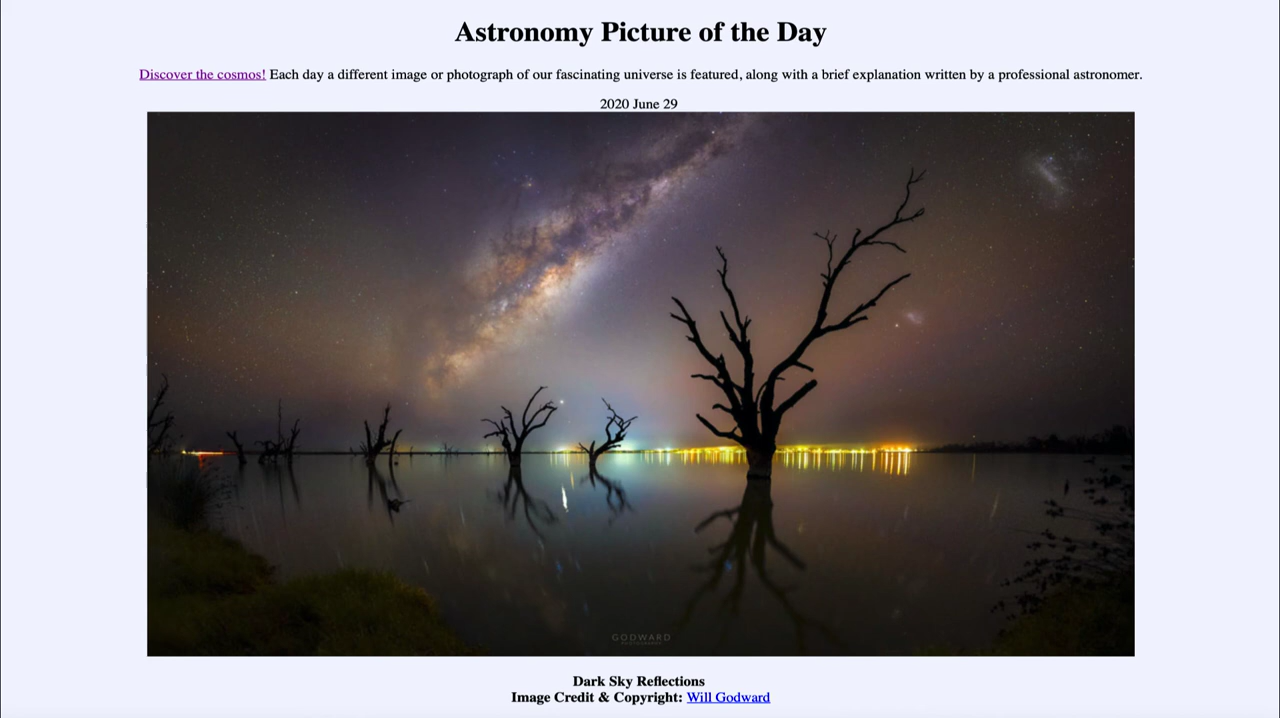 Astronomy Picture of the Day
Discover the cosmos! Each day a different image or photograph of our fascinating universe is featured, along with a brief explanation written by a professional astronomer.
2020 June 29
GODWARD
PHOTOGRAPHY
Dark Sky Reflections
Image Credit & Copyright: Will Godward